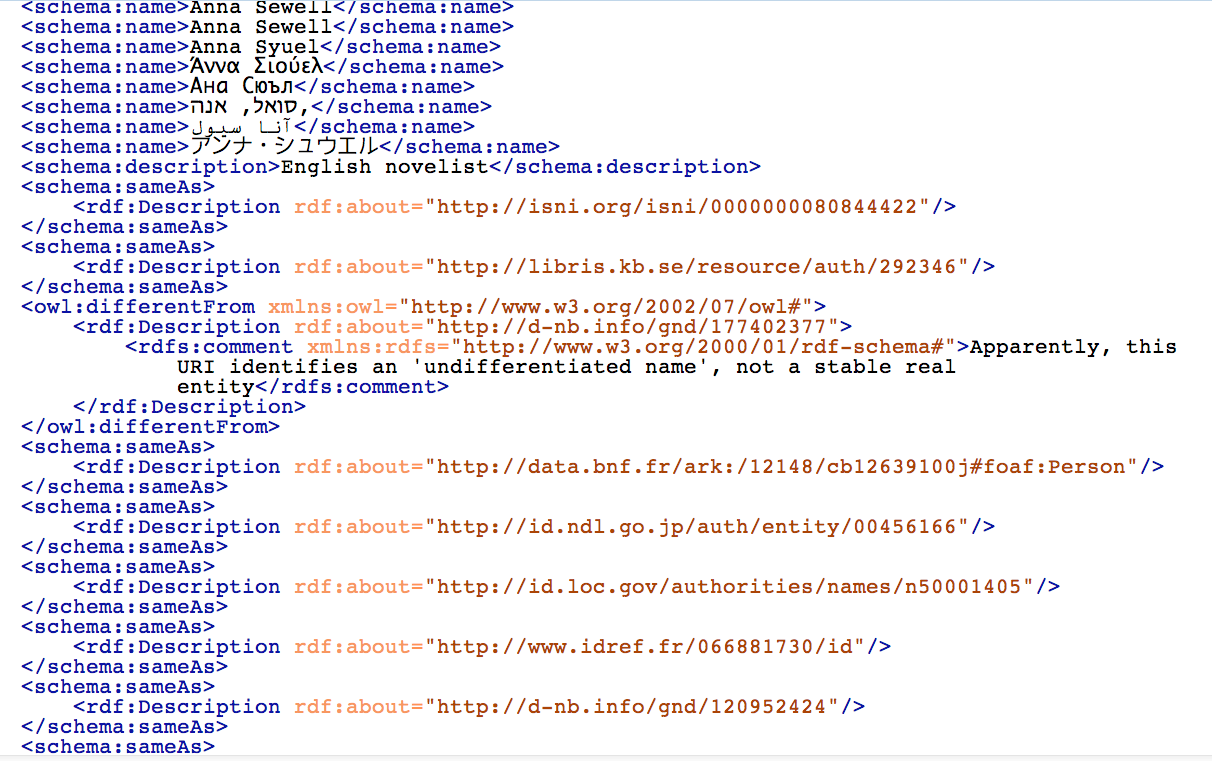 <schema:name>Anna Sewell</schema:name>
<schema:name>Anna Sewell</schema:name>
<schema:name>Anna Syuel</schema:name>
<schema:name>Άννα Σιούελ</schema:name>
<schema:name>Ана Сюъл</schema:name>
<schema:name>סואל, אנה,</schema:name>
<schema:name>آنا سيول</schema:name>
<schema:name>アンナ・シュウエル</schema:name>
<schema:description>English novelist</schema:description>
<schema:sameAs>
<rdf:Description rdf:about="http://isni.org/isni/0000000080844422"/>
</schema:sameAs>
<schema:sameAs>
<rdf:Description rdf:about="http://libris.kb.se/resource/auth/292346"/>
</schema:sameAs>
<owl:differentFrom xmlns:owl="http://www.w3.org/2002/07/owl#">
<rdf:Description rdf:about="http://d-nb.info/gnd/177402377">
<rdfs:comment xmlns:rdfs="http://www.w3.org/2000/01/rdf-schema#">Apparently, this
URI identifies an 'undifferentiated name', not a stable real
entity</rdfs:comment>
</rdf:Description>
</owl:differentFrom>
<schema:sameAs>
<rdf:Description rdf:about="http://data.bnf.fr/ark:/12148/cb12639100j#foaf:Person"/>
</schema:sameAs>
<schema:sameAs>
<rdf:Description rdf:about="http://id.ndl.go.jp/auth/entity/00456166"/>
</schema:sameAs>
<schema:sameAs>
<rdf:Description rdf:about="http://id.loc.gov/authorities/names/n50001405"/>
</schema:sameAs>
<schema:sameAs>
<rdf:Description rdf:about="http://www.idref.fr/066881730/id"/>
</schema:sameAs>
<schema:sameAs>
<rdf:Description rdf:about="http://d-nb.info/gnd/120952424"/>
</schema:sameAs>
<schema:sameAs>